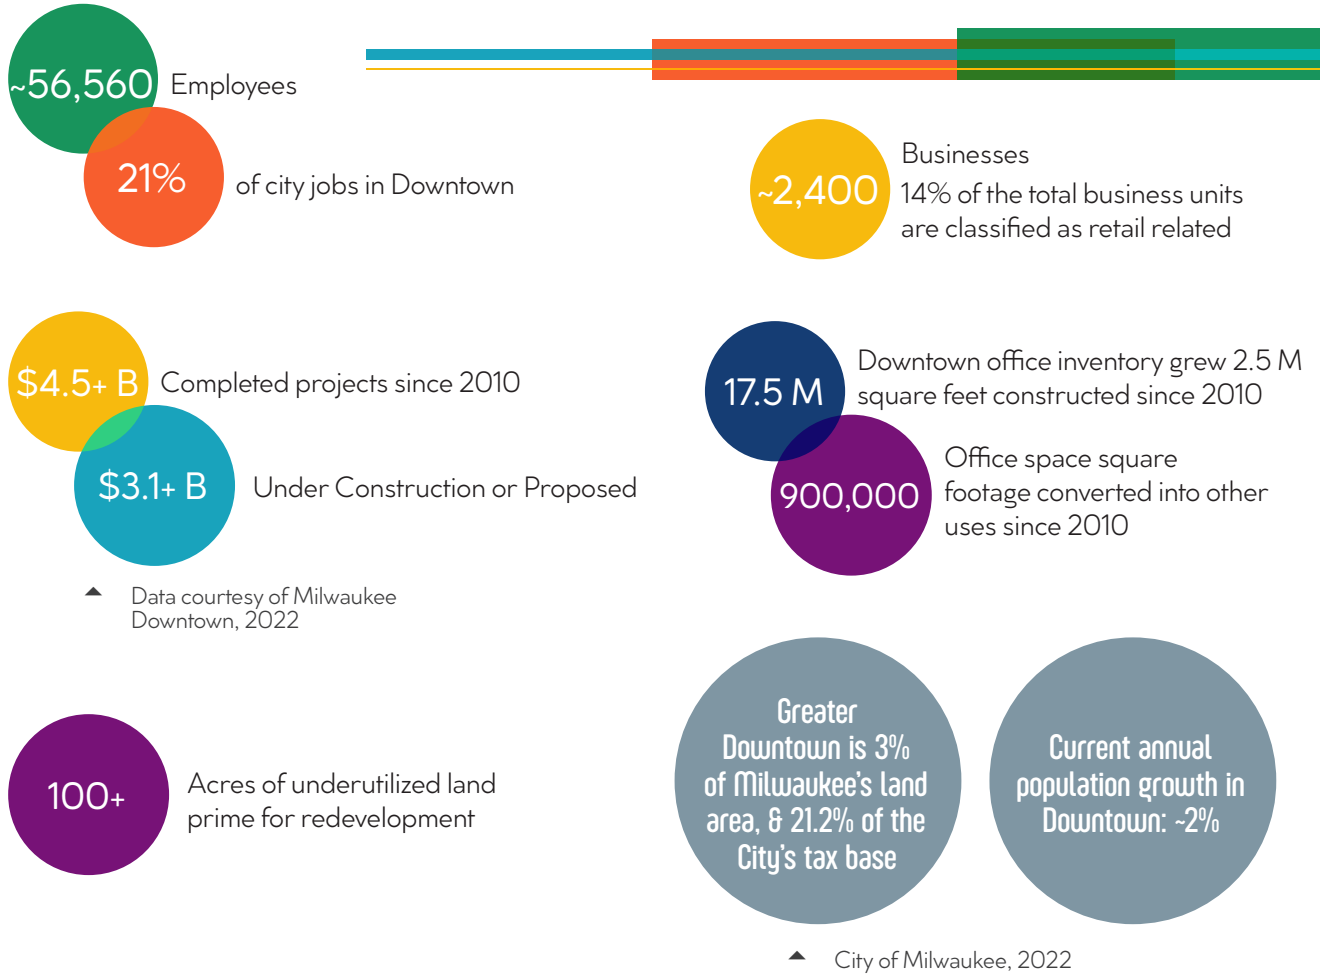 ~56,560
Employees
21%
of city jobs in Downtown
~2,400
Businesses
14% of the total business units
are classified as retail related
$4.5+ B
Completed projects since 2010
$3.1+ B
Under Construction or Proposed
Data courtesy of Milwaukee
Downtown, 2022
17.5 M
Downtown office inventory grew 2.5 M
square feet constructed since 2010
900,000
Office space square
footage converted into other
uses since 2010
100+
Acres of underutilized land
prime for redevelopment
Greater
Downtown is 3%
of Milwaukee's land
area, & 21.2% of the
City's tax base
Current annual
population growth in
Downtown: ~2%
City of Milwaukee, 2022